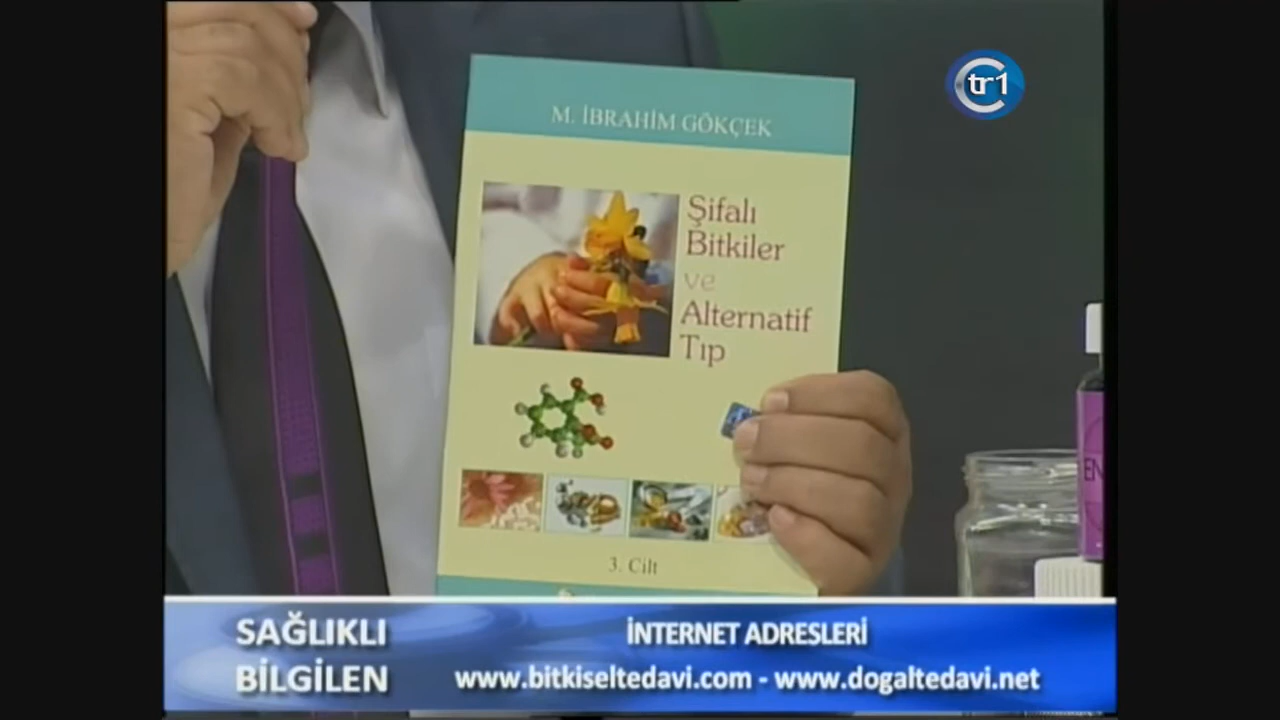 tr1
M. İBRAHİM GÖKÇEK
Şifalı
Bitkiler
ve
Alternatif
Tıp
3. Cilt
EN
SAĞLIKLI
BİLGİLEN
İNTERNET ADRESLERİ
www.bitkiseltedavi.com - www.dogaltedavi.net